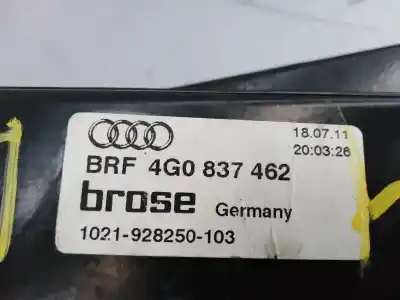 18.07.11
20:03:26
BRF 4G0 837 462
brose Germany
1021-928250-103